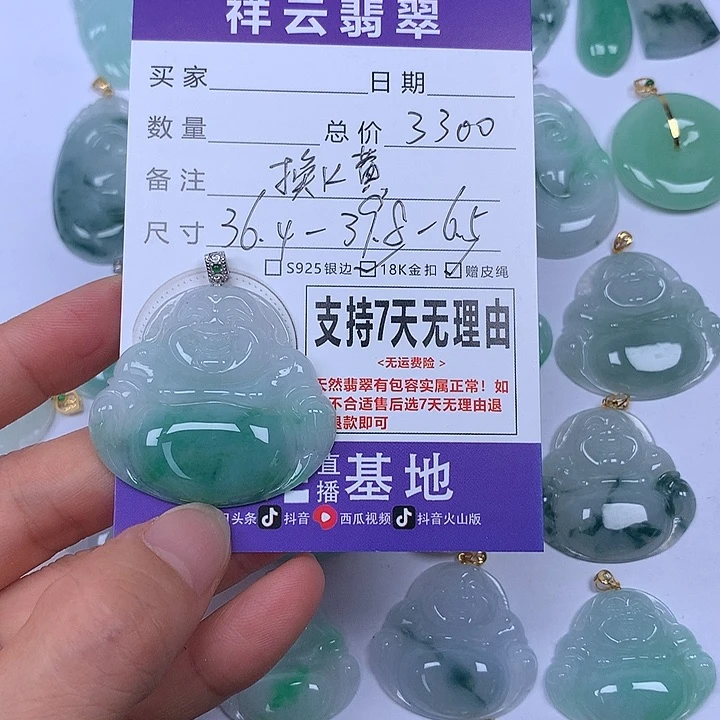 祥云翡翠
买家 日期
数量 总价 3300
备注 换K黄
尺寸 36.4-39.8-6.5
S925银边 18K金扣 赠皮绳
支持7天无理由
<无运费险>
天然翡翠有包容实属正常!如
不合适售后选7天无理由退
退款即可
直播 基地
头条 抖音 西瓜视频 抖音火山版